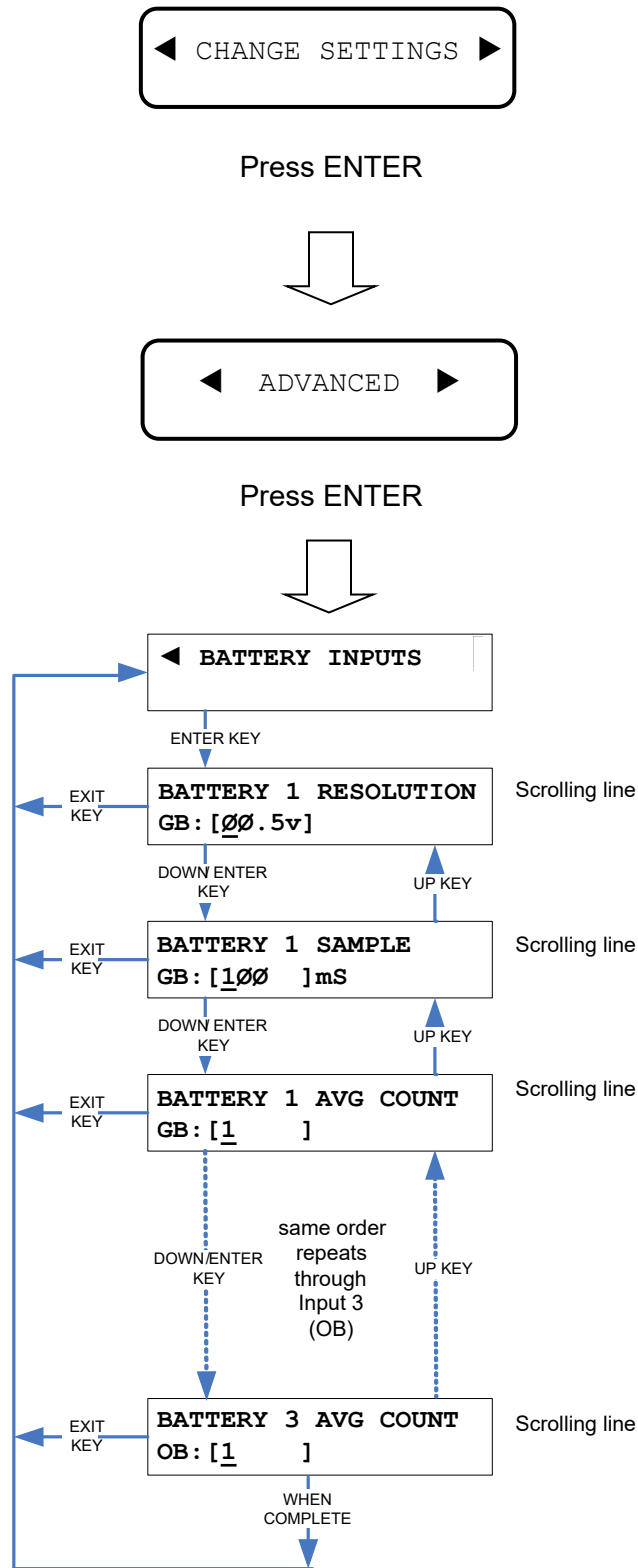 ◄ CHANGE SETTINGS ►
Press ENTER
◄ ADVANCED ►
Press ENTER
◄ BATTERY INPUTS
ENTER KEY
BATTERY 1 RESOLUTION
GB:[ØØ.5v]
Scrolling line
EXIT
KEY
DOWN/ENTER
KEY
UP KEY
BATTERY 1 SAMPLE
GB:[1ØØ ]mS
Scrolling line
EXIT
KEY
DOWN/ENTER
KEY
UP KEY
BATTERY 1 AVG COUNT
GB:[1 ]
Scrolling line
EXIT
KEY
DOWN/ENTER
KEY
same order
repeats
through
Input 3
(OB)
UP KEY
BATTERY 3 AVG COUNT
OB:[1 ]
Scrolling line
EXIT
KEY
WHEN
COMPLETE